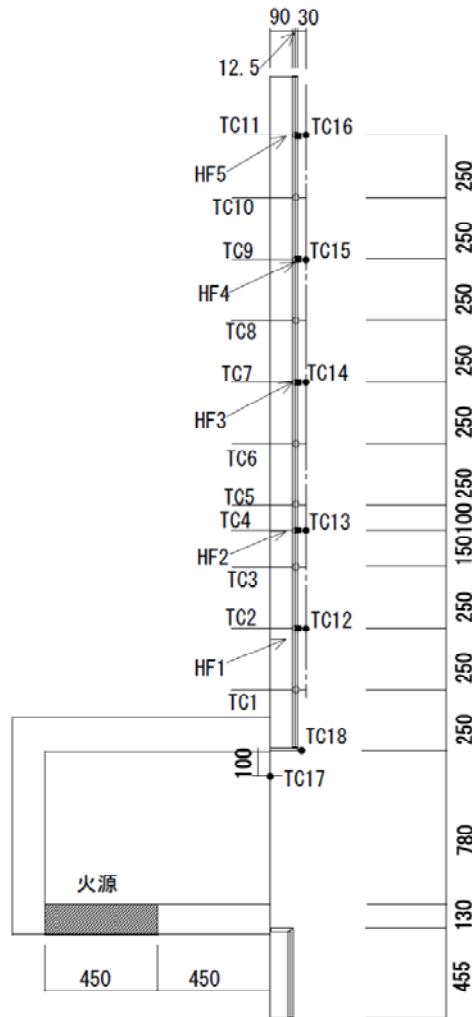 90 30
12.5
TC11 TC16
HF5
TC10
TC9 TC15
HF4
TC8
TC7 TC14
HF3
TC6
TC5
TC4 TC13
HF2
TC3
TC2 TC12
HF1
TC1
TC18
100
TC17
火源
450 450
250
250
250
250
250
250
100
150
250
250
250
780
130
455